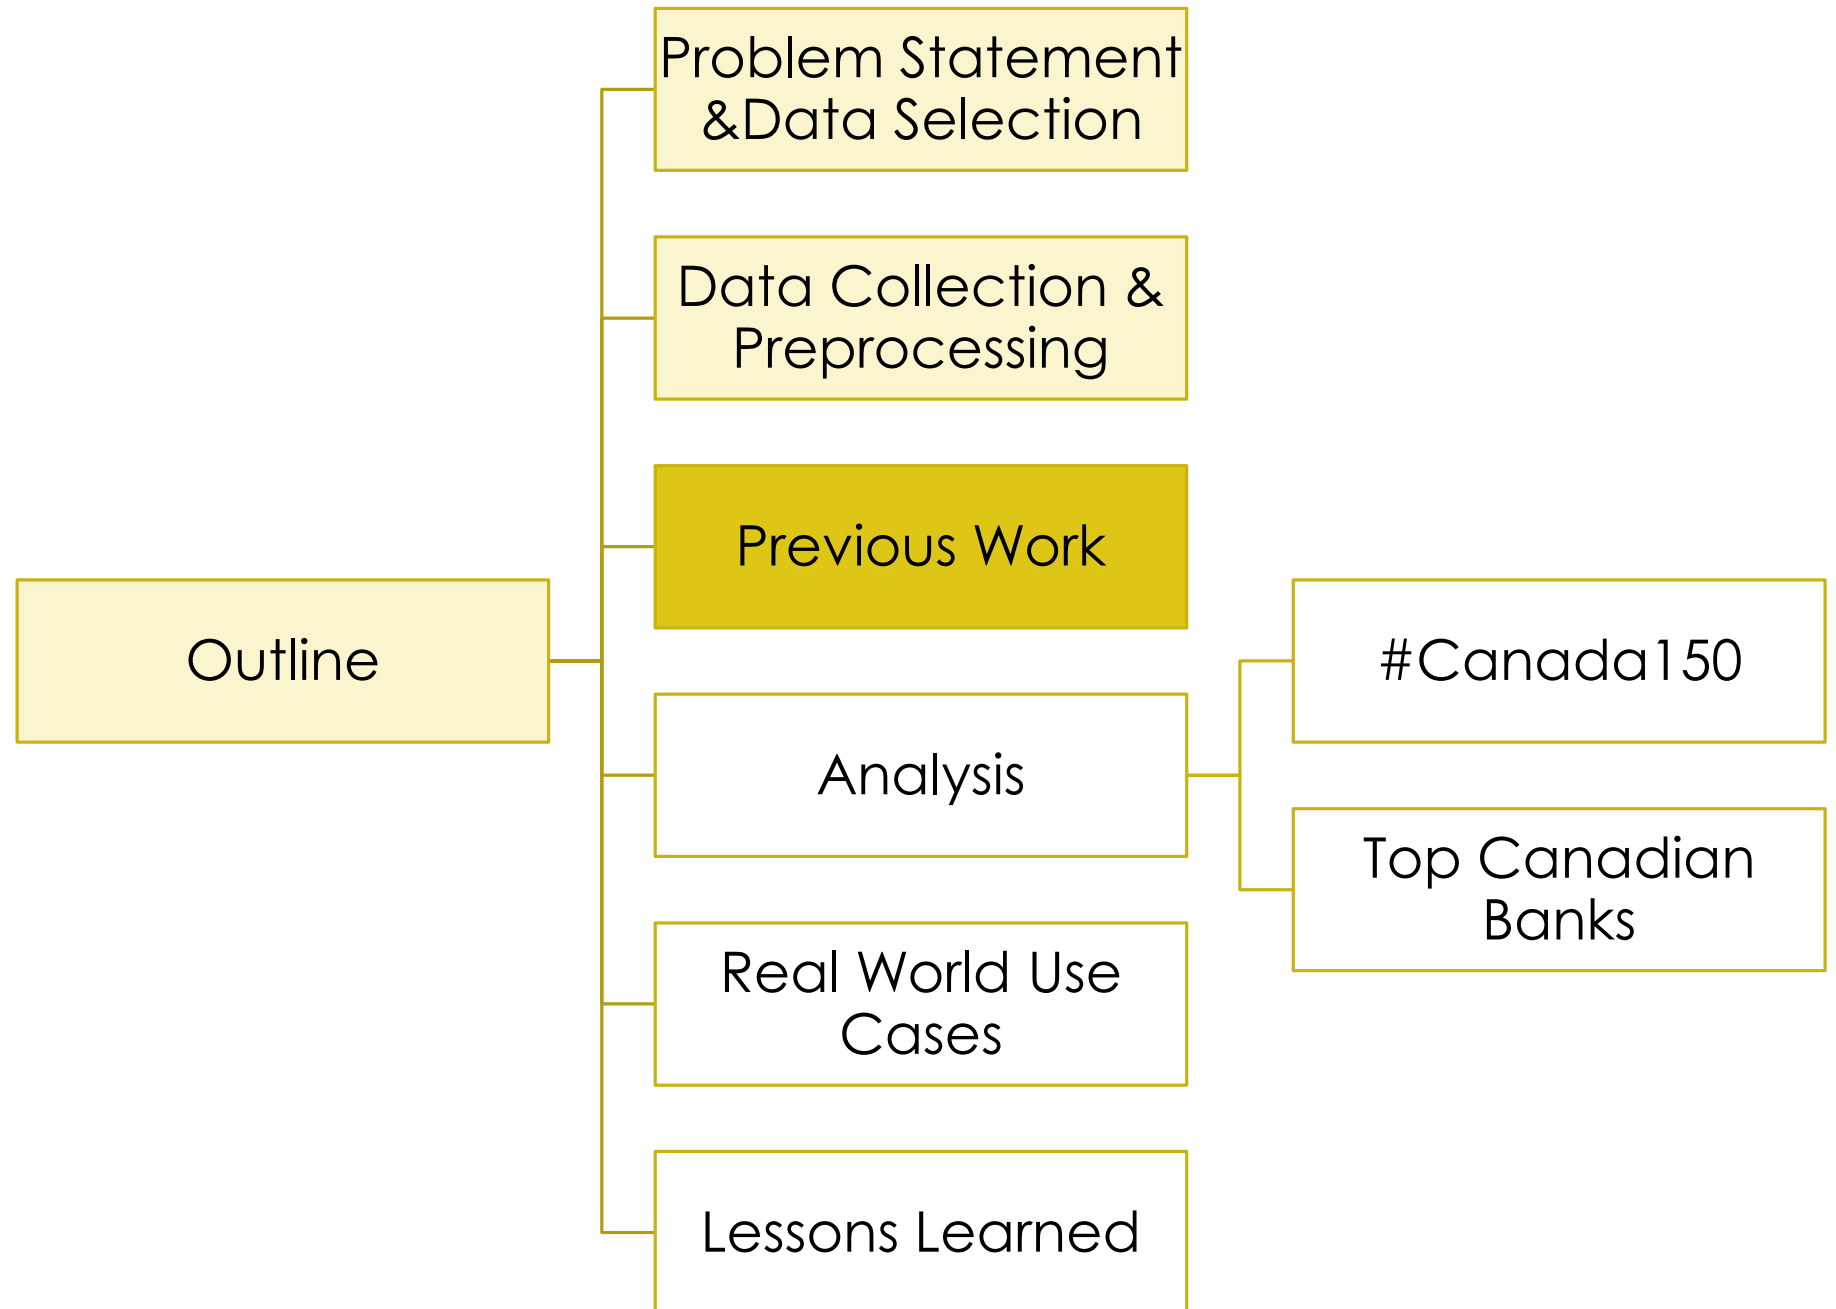 Problem Statement
&Data Selection
Data Collection &
Preprocessing
Previous Work
Outline
#Canada150
Analysis
Top Canadian
Banks
Real World Use
Cases
Lessons Learned